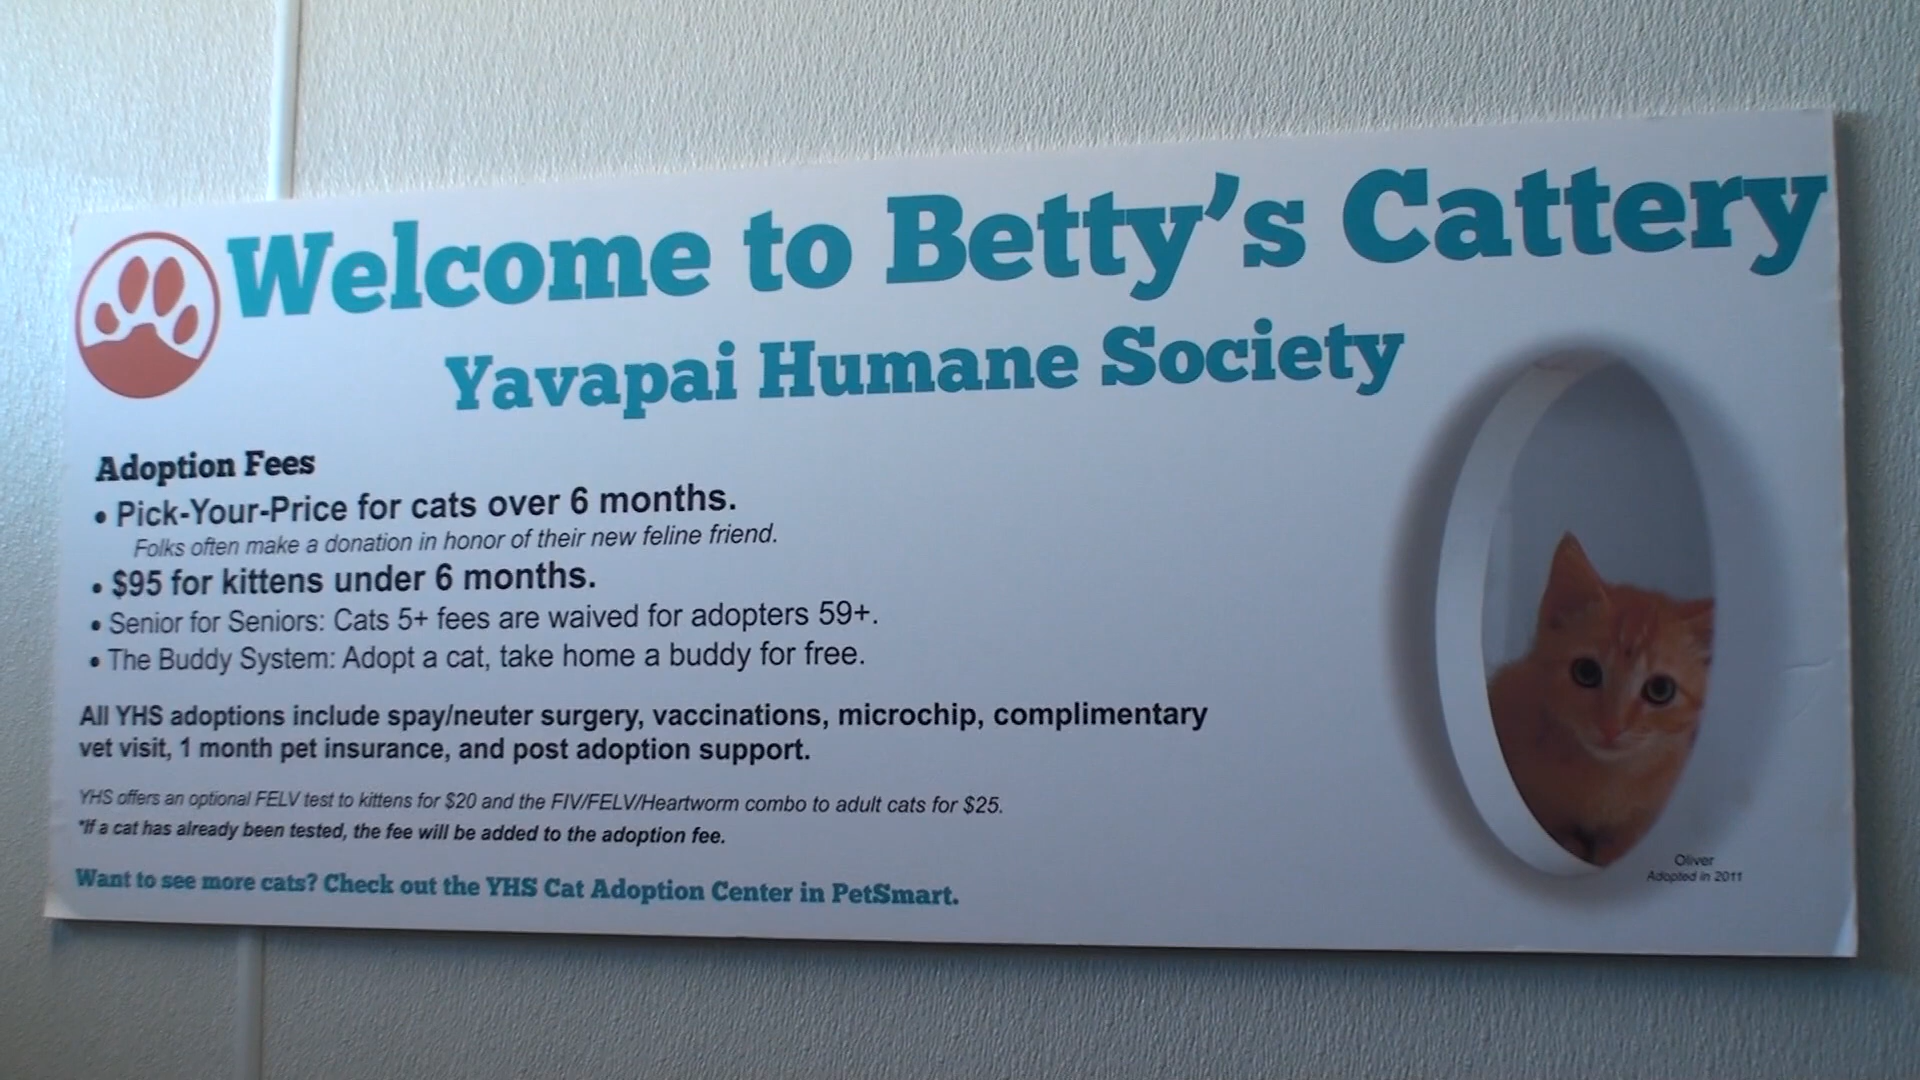 Welcome to Betty's Cattery
Yavapai Humane Society
Adoption Fees
• Pick-Your-Price for cats over 6 months.
Folks often make a donation in honor of their new feline friend.
• $95 for kittens under 6 months.
• Senior for Seniors: Cats 5+ fees are waived for adopters 59+.
• The Buddy System: Adopt a cat, take home a buddy for free.
All YHS adoptions include spay/neuter surgery, vaccinations, microchip, complimentary
vet visit, 1 month pet insurance, and post adoption support.
YHS offers an optional FELV test to kittens for $20 and the FIV/FELV/Heartworm combo to adult cats for $25.
*If a cat has already been tested, the fee will be added to the adoption fee.
Want to see more cats? Check out the YHS Cat Adoption Center in PetSmart.
Oliver
Adopted in 2011